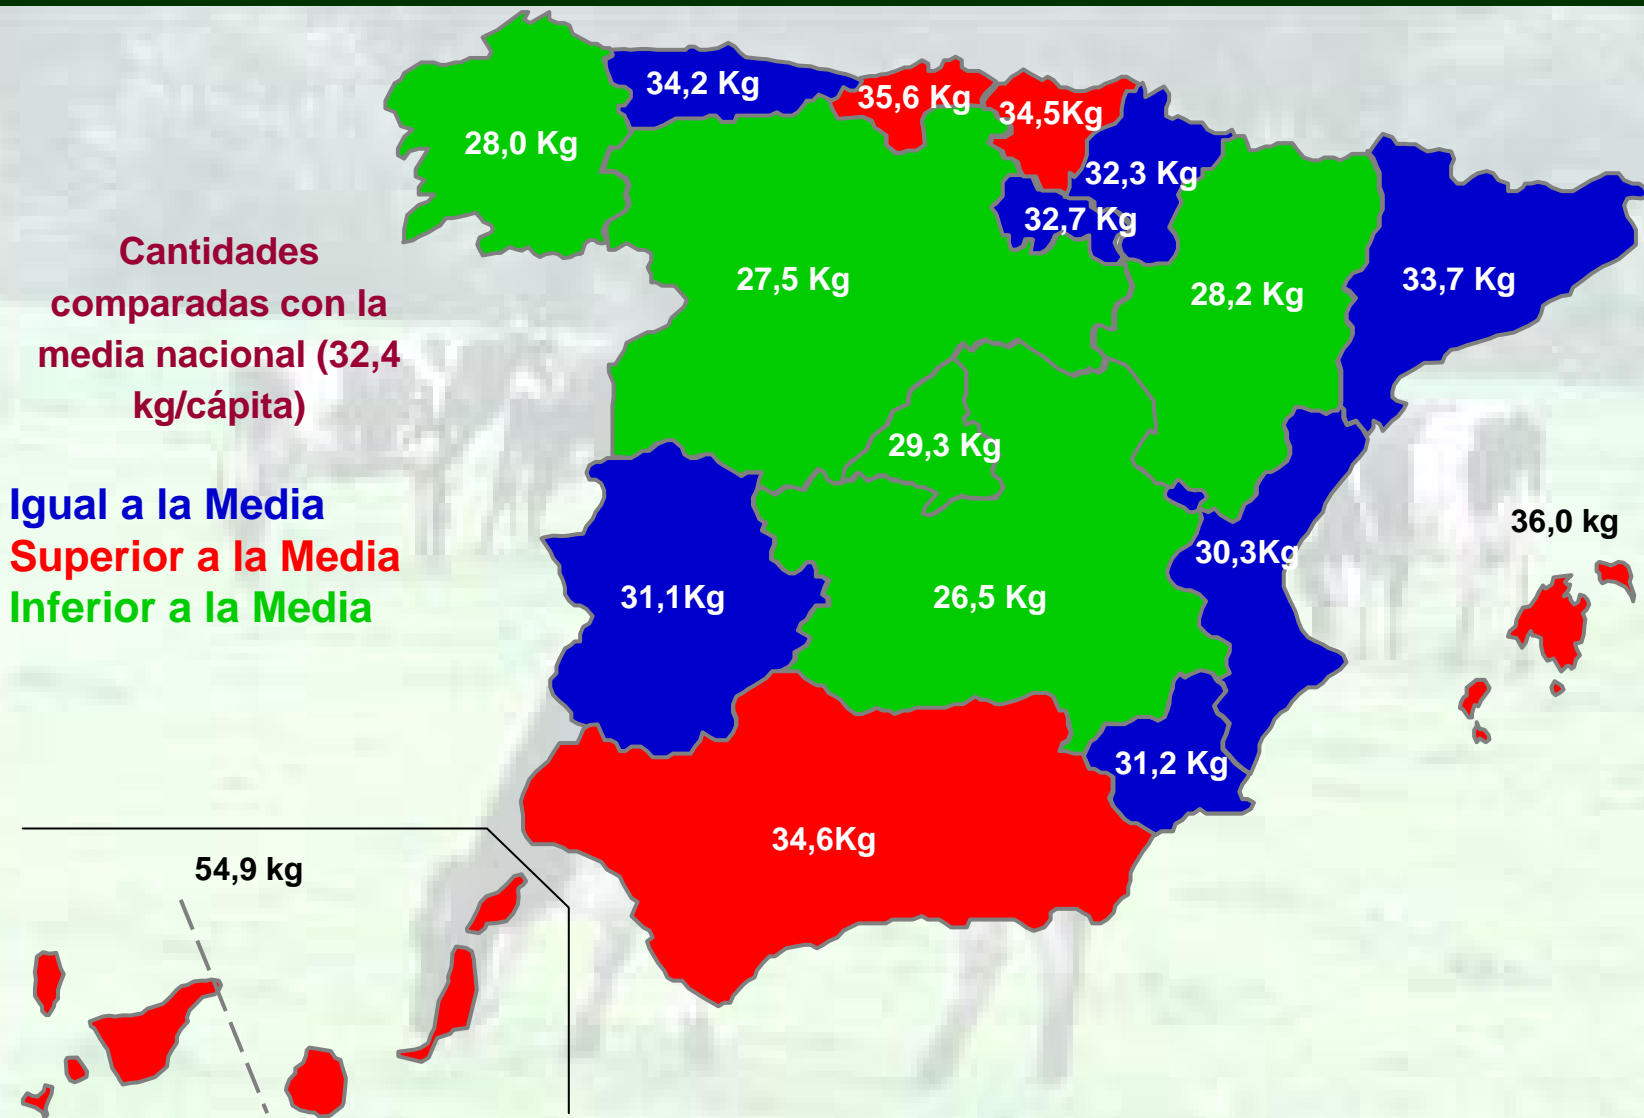 34,2 Kg
35,6 Kg
34,5Kg
28,0 Kg
32,3 Kg
32,7 Kg
Cantidades
comparadas con la
media nacional (32,4
kg/cápita)
27,5 Kg
28,2 Kg
33,7 Kg
29,3 Kg
Igual a la Media
Superior a la Media
Inferior a la Media
36,0 kg
30,3Kg
31,1Kg
26,5 Kg
31,2 Kg
34,6Kg
54,9 kg